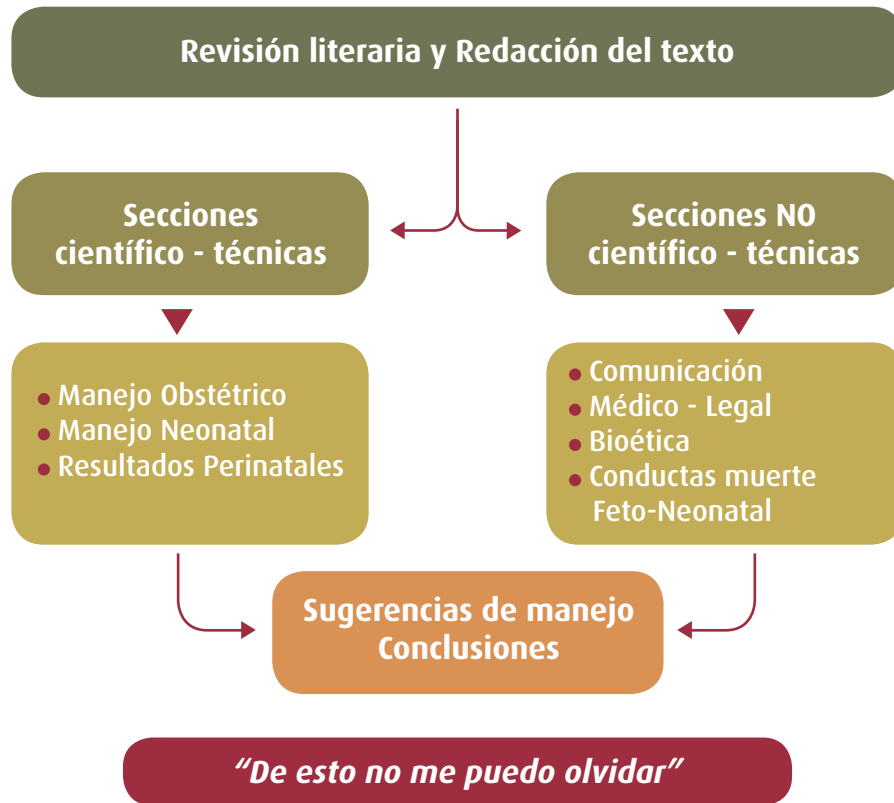 Revisión literaria y Redacción del texto
Secciones
científico - técnicas
Secciones NO
científico - técnicas
• Manejo Obstétrico
• Manejo Neonatal
• Resultados Perinatales
• Comunicación
• Médico - Legal
• Bioética
• Conductas muerte
Feto-Neonatal
Sugerencias de manejo
Conclusiones
“De esto no me puedo olvidar”